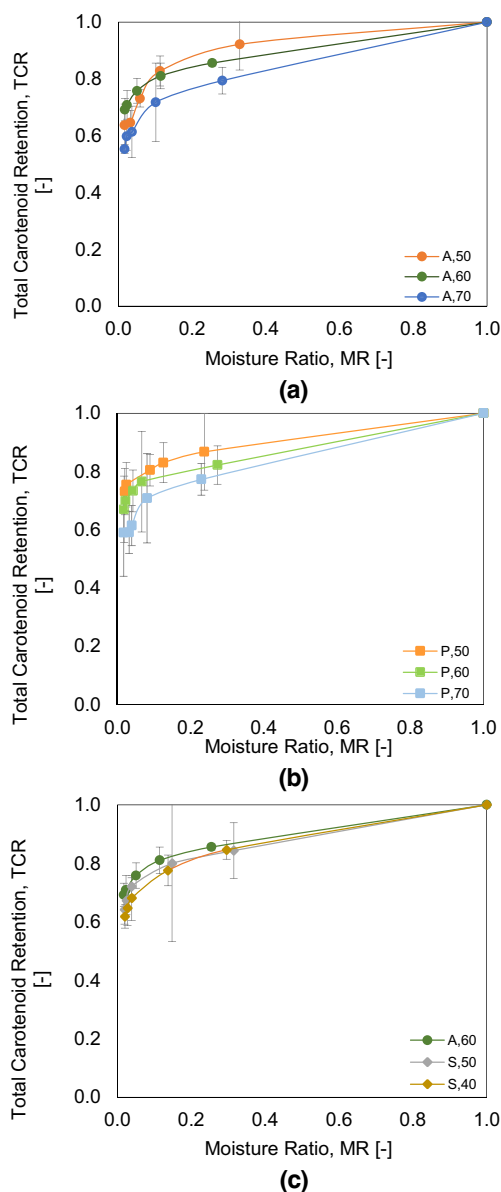 1.0
0.8
0.6
0.4
0.2
0.0
Total Carotenoid Retention, TCR
[-]
A,50
A,60
A,70
0.0 0.2 0.4 0.6 0.8 1.0
Moisture Ratio, MR [-]
(a)
1.0
0.8
0.6
0.4
0.2
0.0
Total Carotenoid Retention, TCR
[-]
P,50
P,60
P,70
0.0 0.2 0.4 0.6 0.8 1.0
Moisture Ratio, MR [-]
(b)
1.0
0.8
0.6
0.4
0.2
0.0
Total Carotenoid Retention, TCR
[-]
A,60
S,50
S,40
0.0 0.2 0.4 0.6 0.8 1.0
Moisture Ratio, MR [-]
(c)